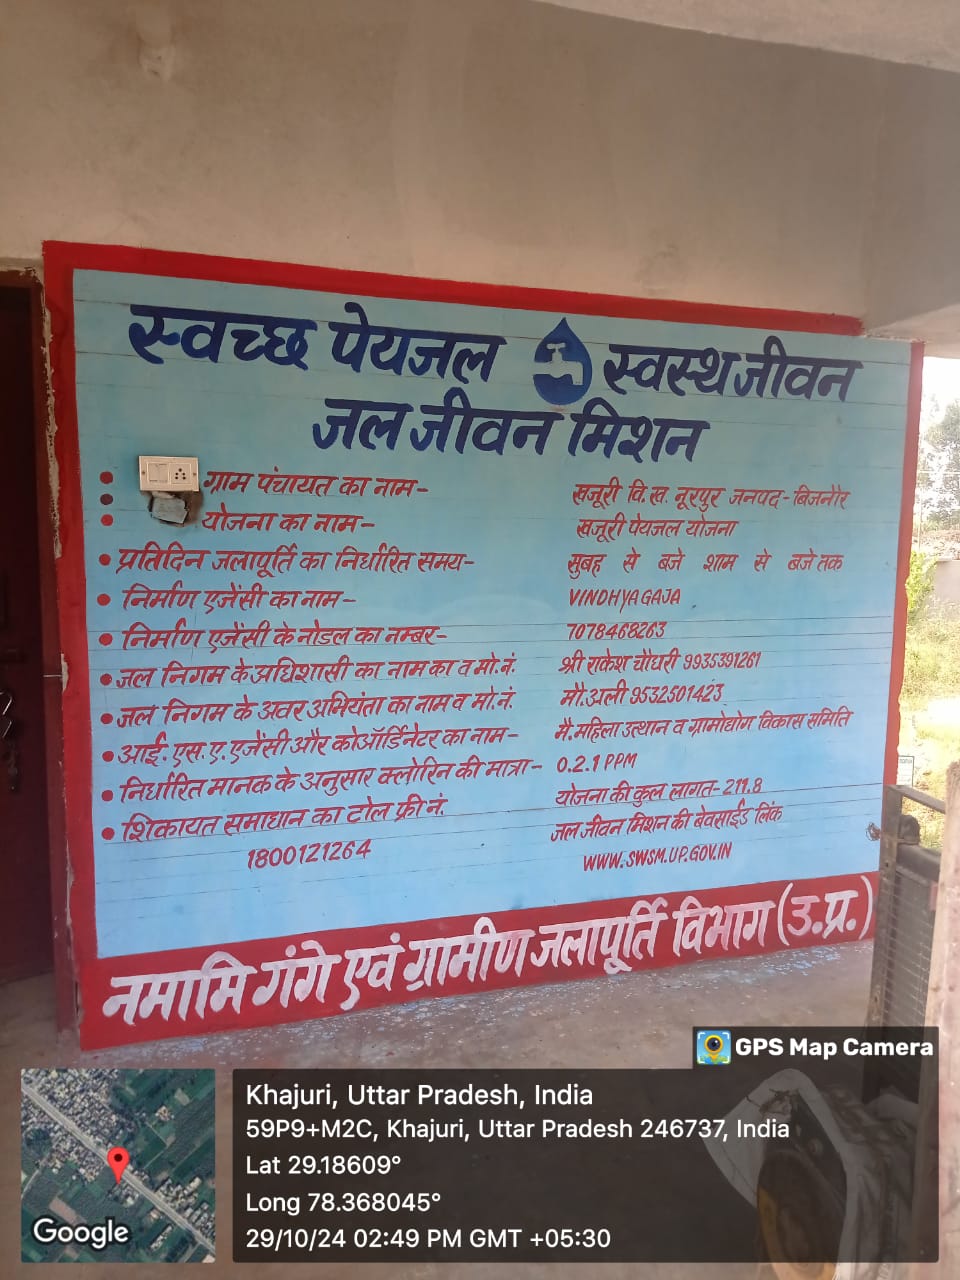 स्वच्छ पेयजल स्वस्थ जीवन
जल जीवन मिशन
ग्राम पंचायत का नाम- खजूरी वि.ख. नूरपुर जनपद- बिजनौर
योजना का नाम- खजूरी पेयजल योजना
प्रतिदिन जलापूर्ति का निर्धारित समय- सुबह से बजे शाम से बजे तक
निर्माण एजेंसी का नाम- VINDHYA GAJA
निर्माण एजेंसी के नोडल का नम्बर- 7078468263
जल निगम के अधिशासी का नाम का व मो.नं. श्री राकेश चौधरी 9935391261
जल निगम के अवर अभियंता का नाम व मो.नं. मौ.अली 9532501423
आई.एस.ए.एजेंसी और कोऑर्डिनेटर का नाम- मै.महिला उत्थान व ग्रामोद्योग विकास समिति
निर्धारित मानक के अनुसार क्लोरिन की मात्रा- 0.2.1 PPM
शिकायत समाधान का टोल फ्री नं. योजना की कुल लागत- 211.8
1800121264 जल जीवन मिशन की बेवसाईड लिंक
WWW.SWSM.UP.GOV.IN
नमामि गंगे एवं ग्रामीण जलापूर्ति विभाग (उ.प्र.)
GPS Map Camera
Khajuri, Uttar Pradesh, India
59P9+M2C, Khajuri, Uttar Pradesh 246737, India
Lat 29.18609°
Long 78.368045°
29/10/24 02:49 PM GMT +05:30
Google